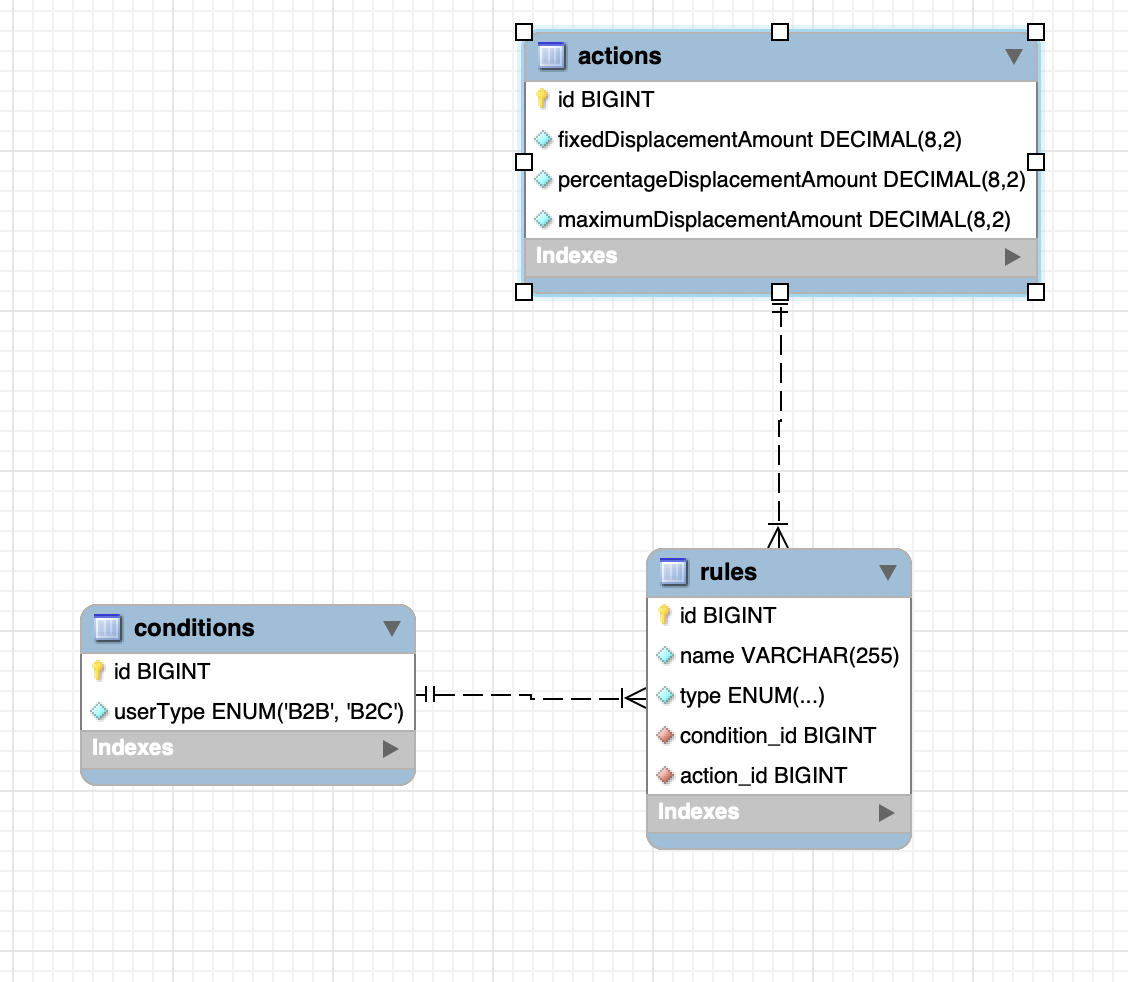 actions
id BIGINT
fixedDisplacementAmount DECIMAL(8,2)
percentageDisplacementAmount DECIMAL(8,2)
maximumDisplacementAmount DECIMAL(8,2)
Indexes
conditions
id BIGINT
userType ENUM('B2B', 'B2C')
Indexes
rules
id BIGINT
name VARCHAR(255)
type ENUM(...)
condition_id BIGINT
action_id BIGINT
Indexes